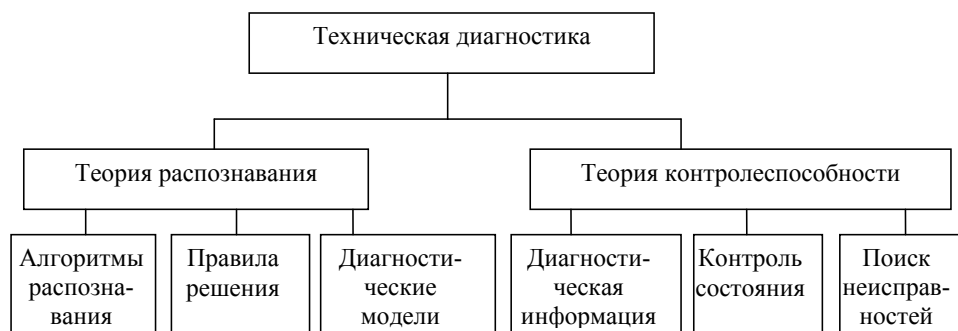 Техническая диагностика
Теория распознавания
Теория контролеспособности
Алгоритмы
распозна-
вания
Правила
решения
Диагности-
ческие
модели
Диагности-
ческая
информация
Контроль
состояния
Поиск
неисправ-
ностей